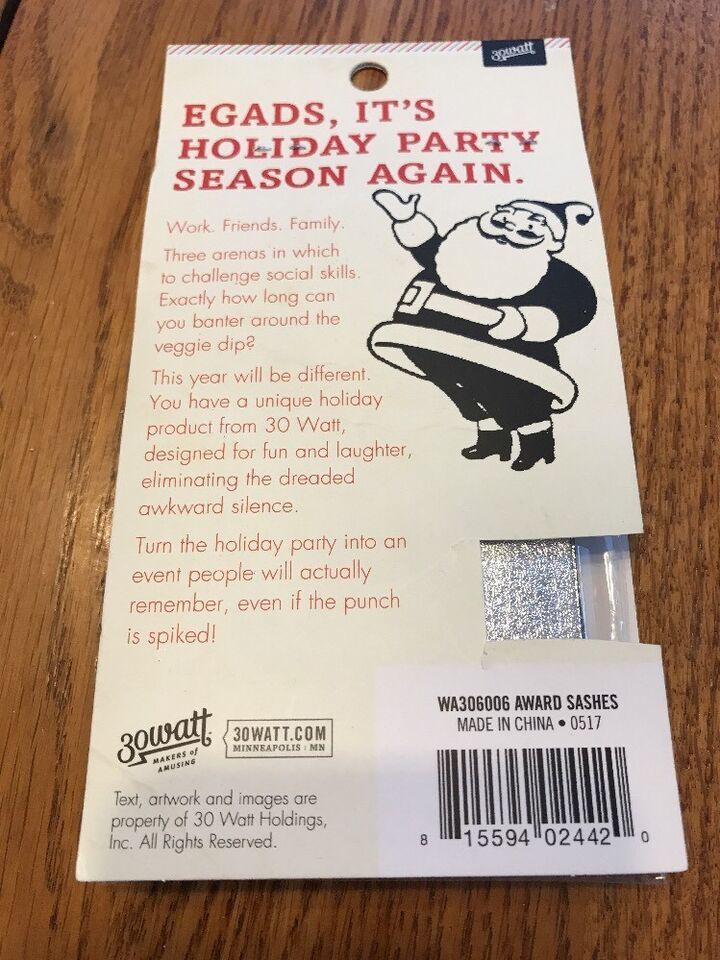 30watt
EGADS, IT'S
HOLIDAY PARTY
SEASON AGAIN.
Work. Friends. Family.
Three arenas in which
to challenge social skills.
Exactly how long can
you banter around the
veggie dip?
This year will be different.
You have a unique holiday
product from 30 Watt,
designed for fun and laughter,
eliminating the dreaded
awkward silence.
Turn the holiday party into an
event people will actually
remember, even if the punch
is spiked!
30watt
MAKERS of
AMUSING
30WATT.COM
MINNEAPOLIS : MN
Text, artwork and images are
property of 30 Watt Holdings,
Inc. All Rights Reserved.
WA306006 AWARD SASHES
MADE IN CHINA • 0517
8 15594 02442 0